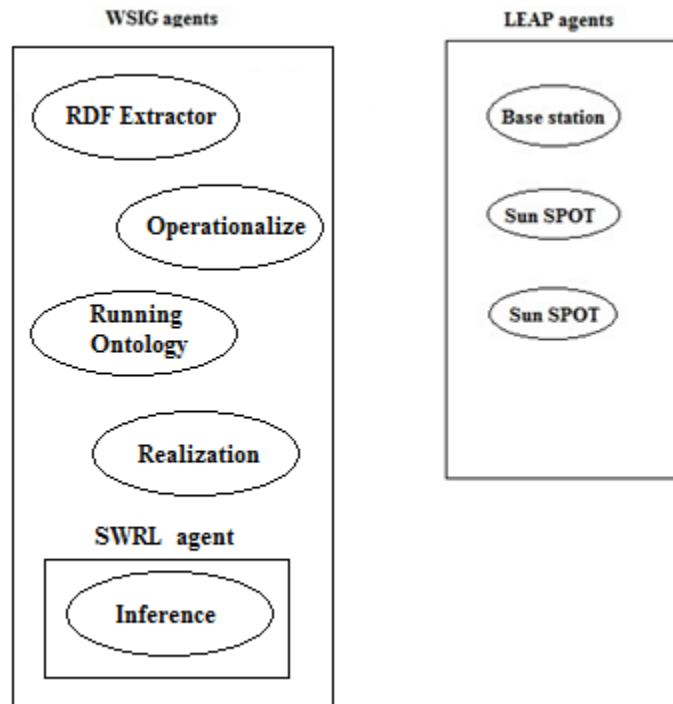 WSIG agents
RDF Extractor
Operationalize
Running
Ontology
Realization
SWRL agent
Inference
LEAP agents
Base station
Sun SPOT
Sun SPOT